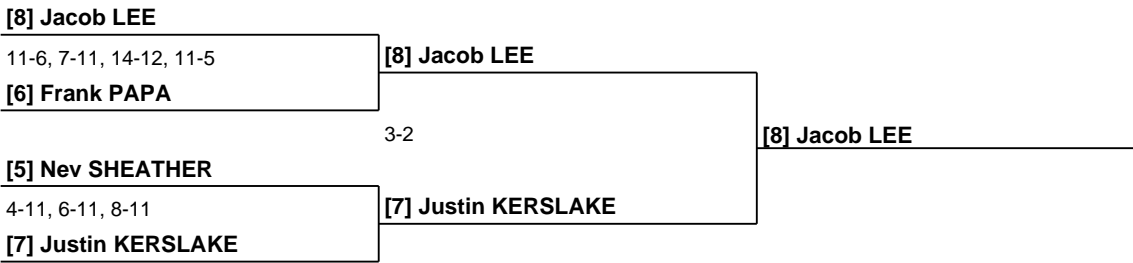 [8] Jacob LEE
11-6, 7-11, 14-12, 11-5
[8] Jacob LEE
[6] Frank PAPA
3-2
[8] Jacob LEE
[5] Nev SHEATHER
4-11, 6-11, 8-11
[7] Justin KERSLAKE
[7] Justin KERSLAKE